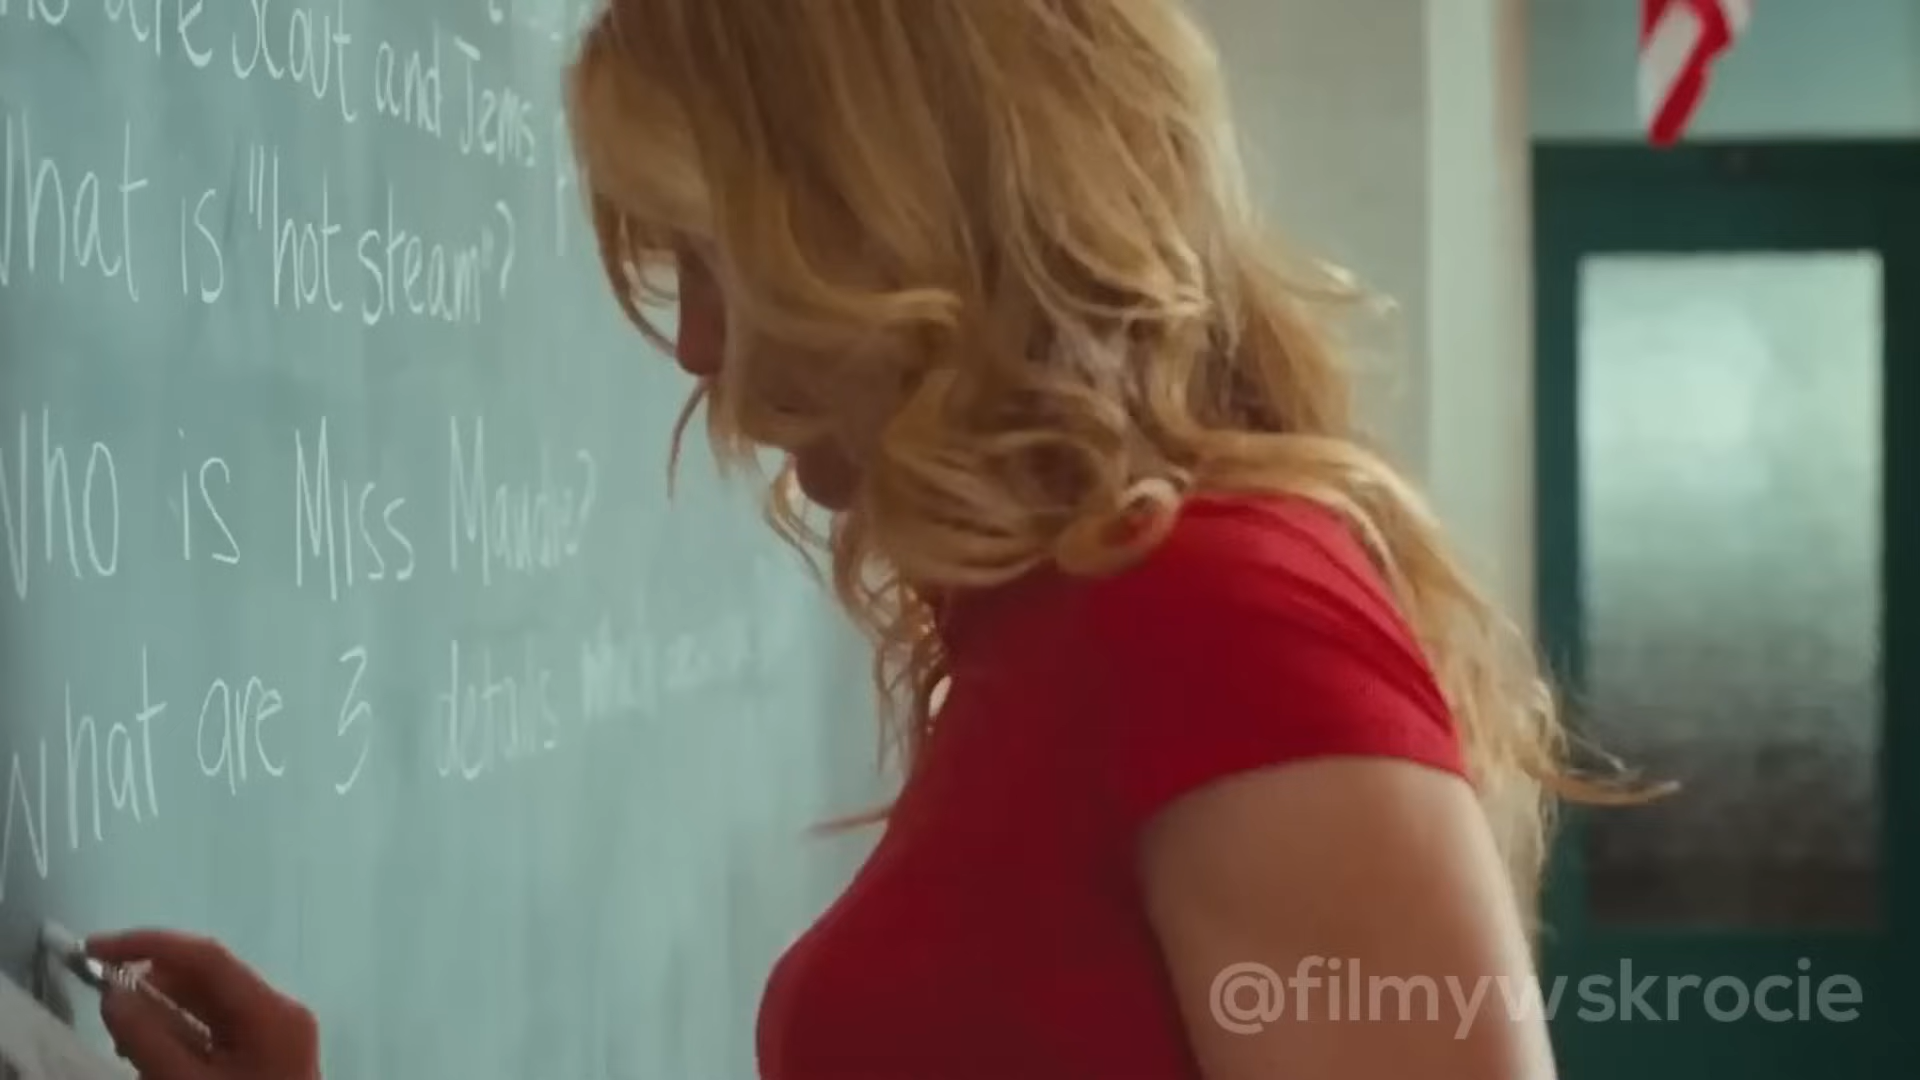 are Scout and Jems
What is "hot steam"?
Who is Miss Maudie?
What are 3 details
@filmywskrocie